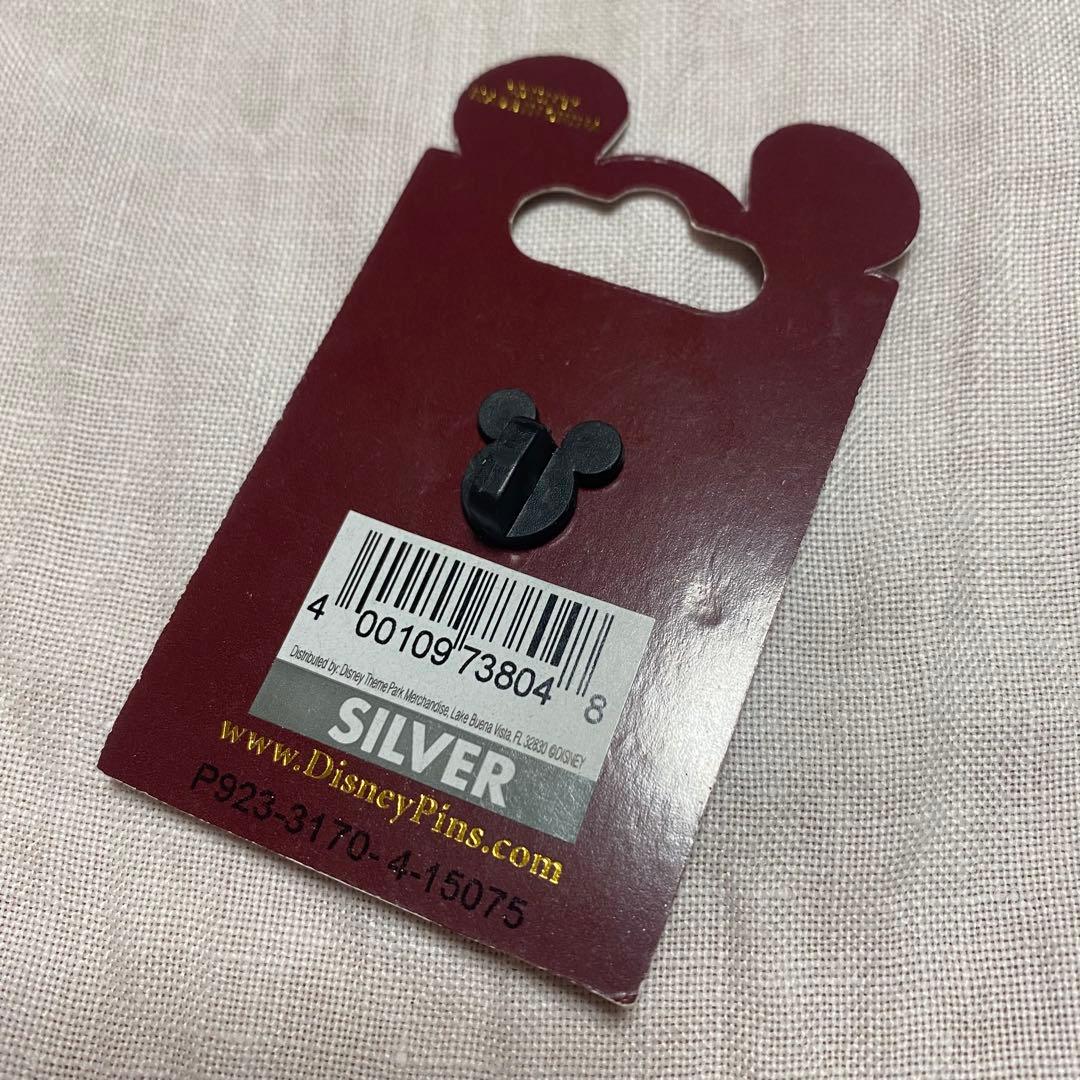 4 00109 73804 8
Distributed by: Disney Theme Park Merchandise, Lake Buena Vista, FL 32830 ©DISNEY
SILVER
www.DisneyPins.com
P923-3170-4-15075